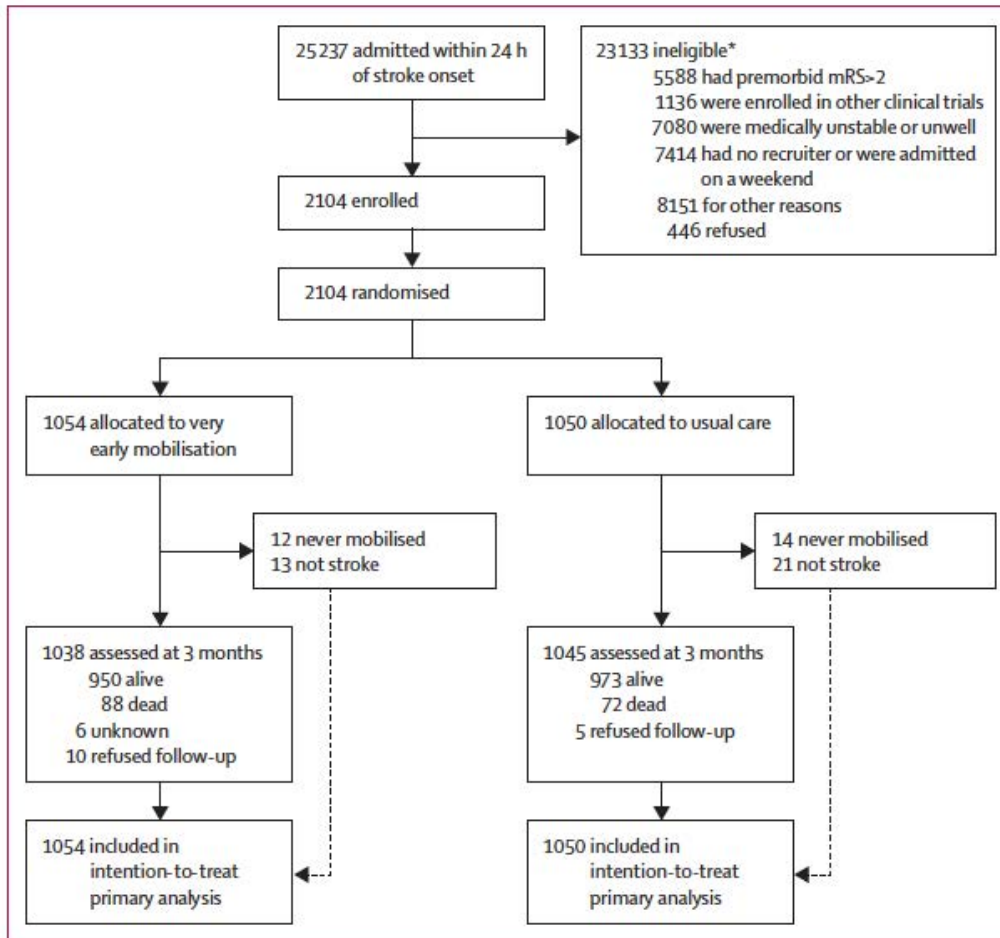 25237 admitted within 24 h
of stroke onset
23133 ineligible*
5588 had premorbid mRS>2
1136 were enrolled in other clinical trials
7080 were medically unstable or unwell
7414 had no recruiter or were admitted
on a weekend
8151 for other reasons
446 refused
2104 enrolled
2104 randomised
1054 allocated to very
early mobilisation
1050 allocated to usual care
12 never mobilised
13 not stroke
14 never mobilised
21 not stroke
1038 assessed at 3 months
950 alive
88 dead
6 unknown
10 refused follow-up
1045 assessed at 3 months
973 alive
72 dead
5 refused follow-up
1054 included in
intention-to-treat
primary analysis
1050 included in
intention-to-treat
primary analysis